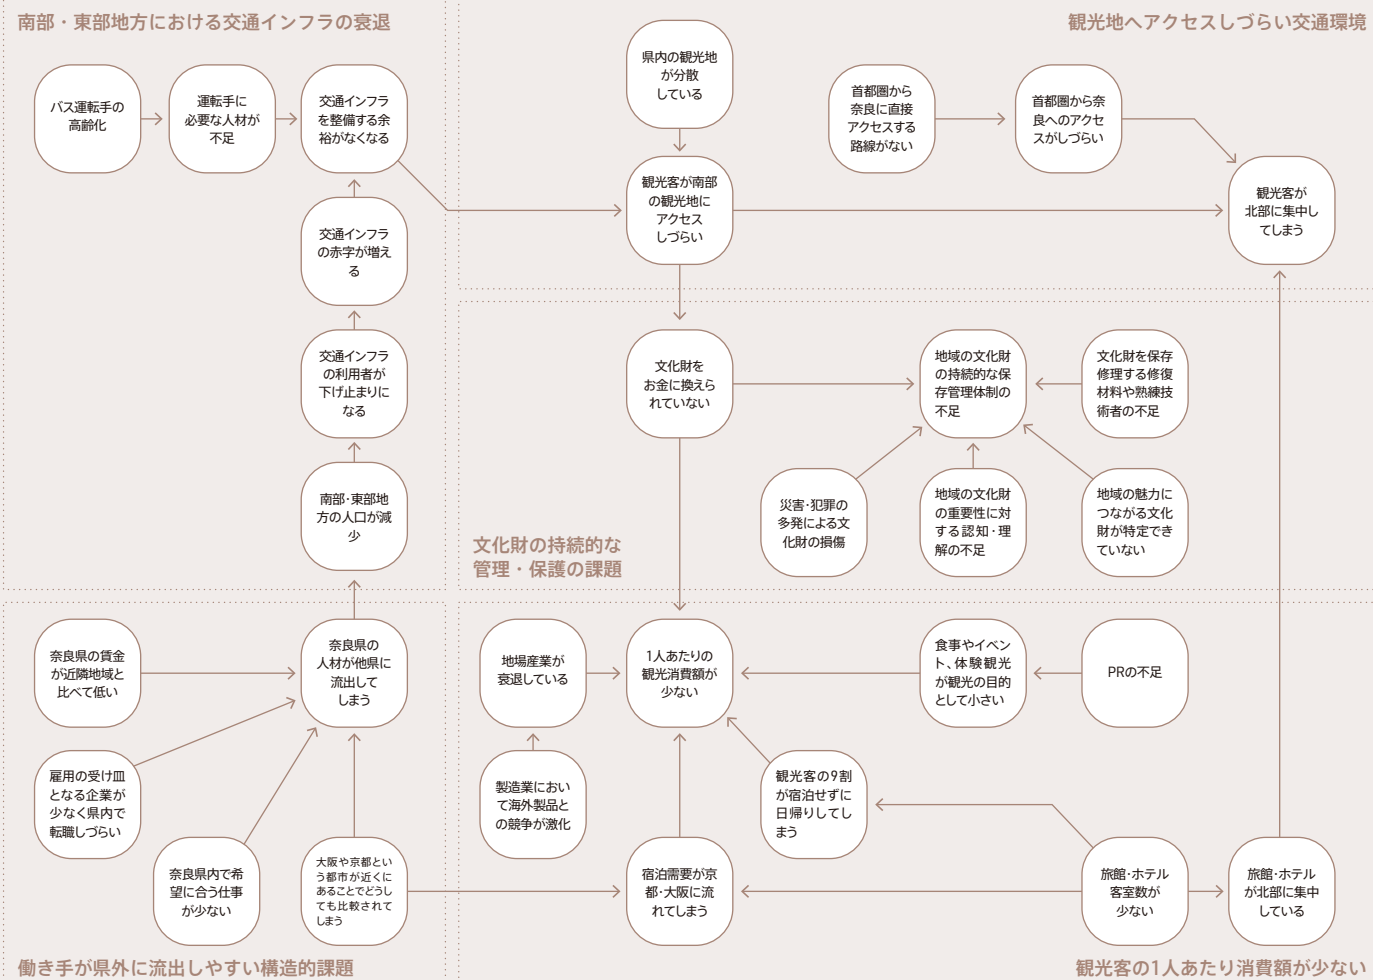 南部・東部地方における交通インフラの衰退
バス運転手の
高齢化
運転手に
必要な人材が
不足
交通インフラ
を整備する余
裕がなくなる
交通インフラ
の赤字が増え
る
交通インフラ
の利用者が
下げ止まりに
なる
南部・東部地
方の人口が減
少
観光地へアクセスしづらい交通環境
県内の観光地
が分散
している
首都圏から
奈良に直接
アクセスする
路線がない
首都圏から奈
良へのアクセ
スがしづらい
観光客が南部
の観光地に
アクセス
しづらい
観光客が
北部に集中し
てしまう
文化財を
お金に換えら
れていない
地域の文化財
の持続的な保
存管理体制の
不足
文化財を保存
修理する修復
材料や熟練技
術者の不足
災害・犯罪の
多発による文
化財の損傷
地域の文化財
の重要性に対
する認知・理
解の不足
地域の魅力に
つながる文化
財が特定でき
ていない
文化財の持続的な
管理・保護の課題
奈良県の賃金
が近隣地域と
比べて低い
奈良県の
人材が他県に
流出して
しまう
雇用の受け皿
となる企業が
少なく県内で
転職しづらい
奈良県内で希
望に合う仕事
が少ない
大阪や京都とい
う都市が近くに
あることでどうし
ても比較されて
しまう
働き手が県外に流出しやすい構造的課題
地場産業が
衰退している
1人あたりの
観光消費額が
少ない
食事やイベン
ト、体験観光
が観光の目的
として小さい
PRの不足
製造業におい
て海外製品と
の競争が激化
観光客の9割
が宿泊せずに
日帰りしてし
まう
宿泊需要が京
都・大阪に流
れてしまう
旅館・ホテル
客室数が
少ない
旅館・ホテル
が北部に集中
している
観光客の1人あたり消費額が少ない